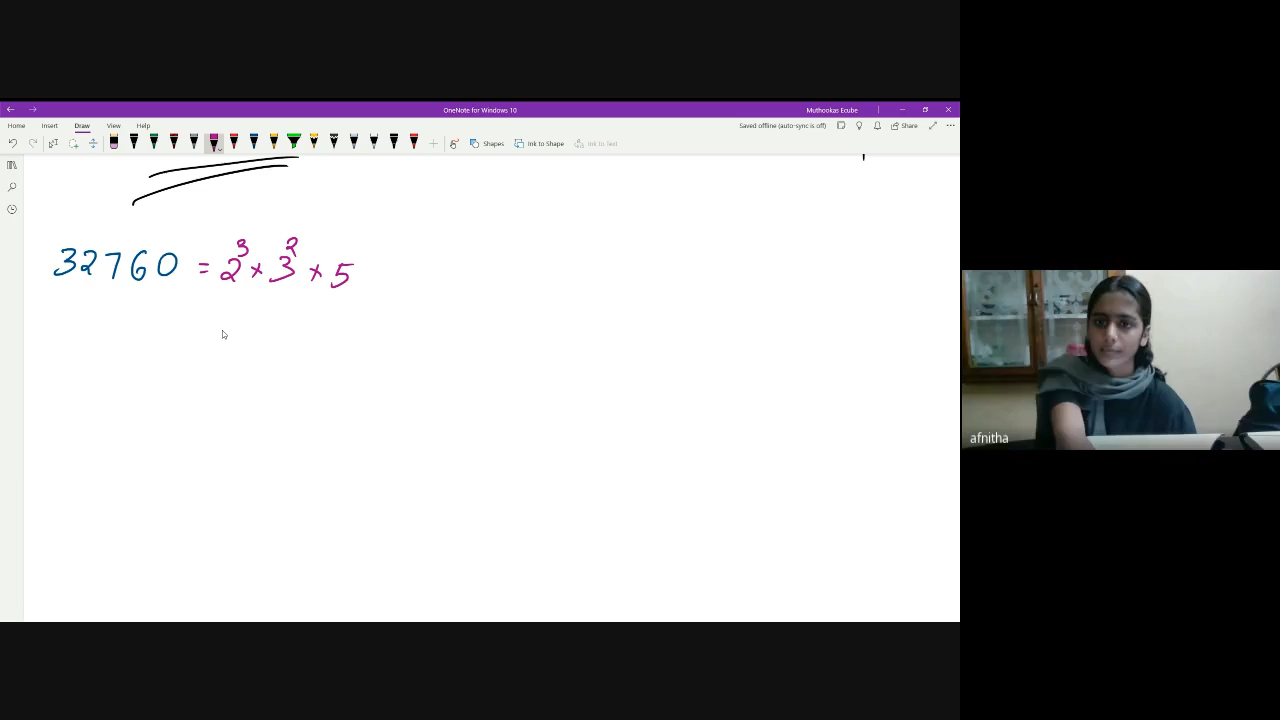 OneNote for Windows 10
Muthookas Ecube
Home Insert Draw View Help
Saved offline (auto-sync is off)
Share
Shapes
Ink to Shape
Ink to Text
32760 = 2³ × 3² × 5
afnitha